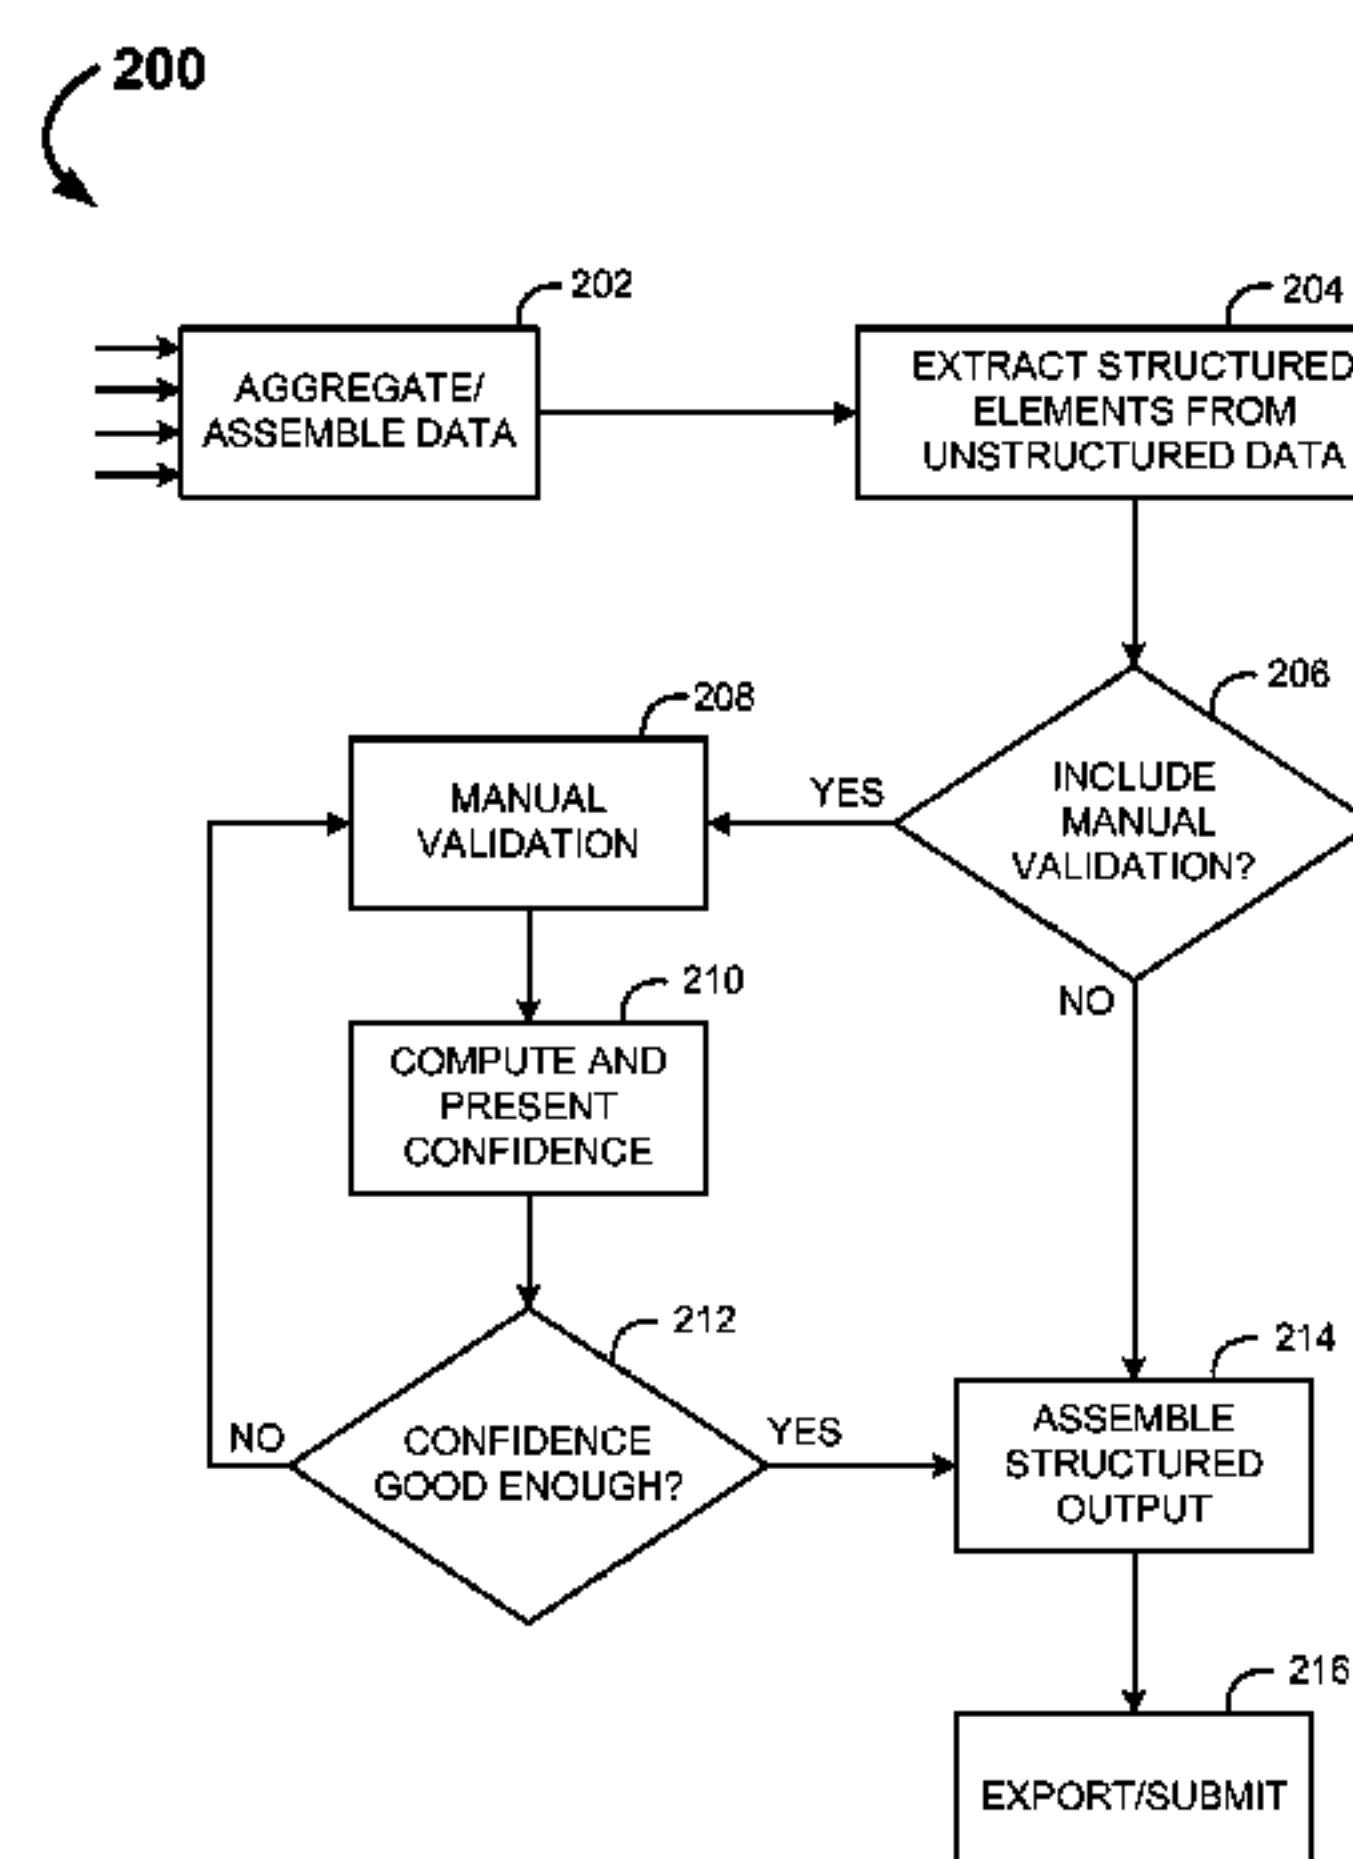 200
202
AGGREGATE/
ASSEMBLE DATA
204
EXTRACT STRUCTURED
ELEMENTS FROM
UNSTRUCTURED DATA
206
INCLUDE
MANUAL
VALIDATION?
YES
NO
208
MANUAL
VALIDATION
210
COMPUTE AND
PRESENT
CONFIDENCE
212
CONFIDENCE
GOOD ENOUGH?
NO
YES
214
ASSEMBLE
STRUCTURED
OUTPUT
216
EXPORT/SUBMIT